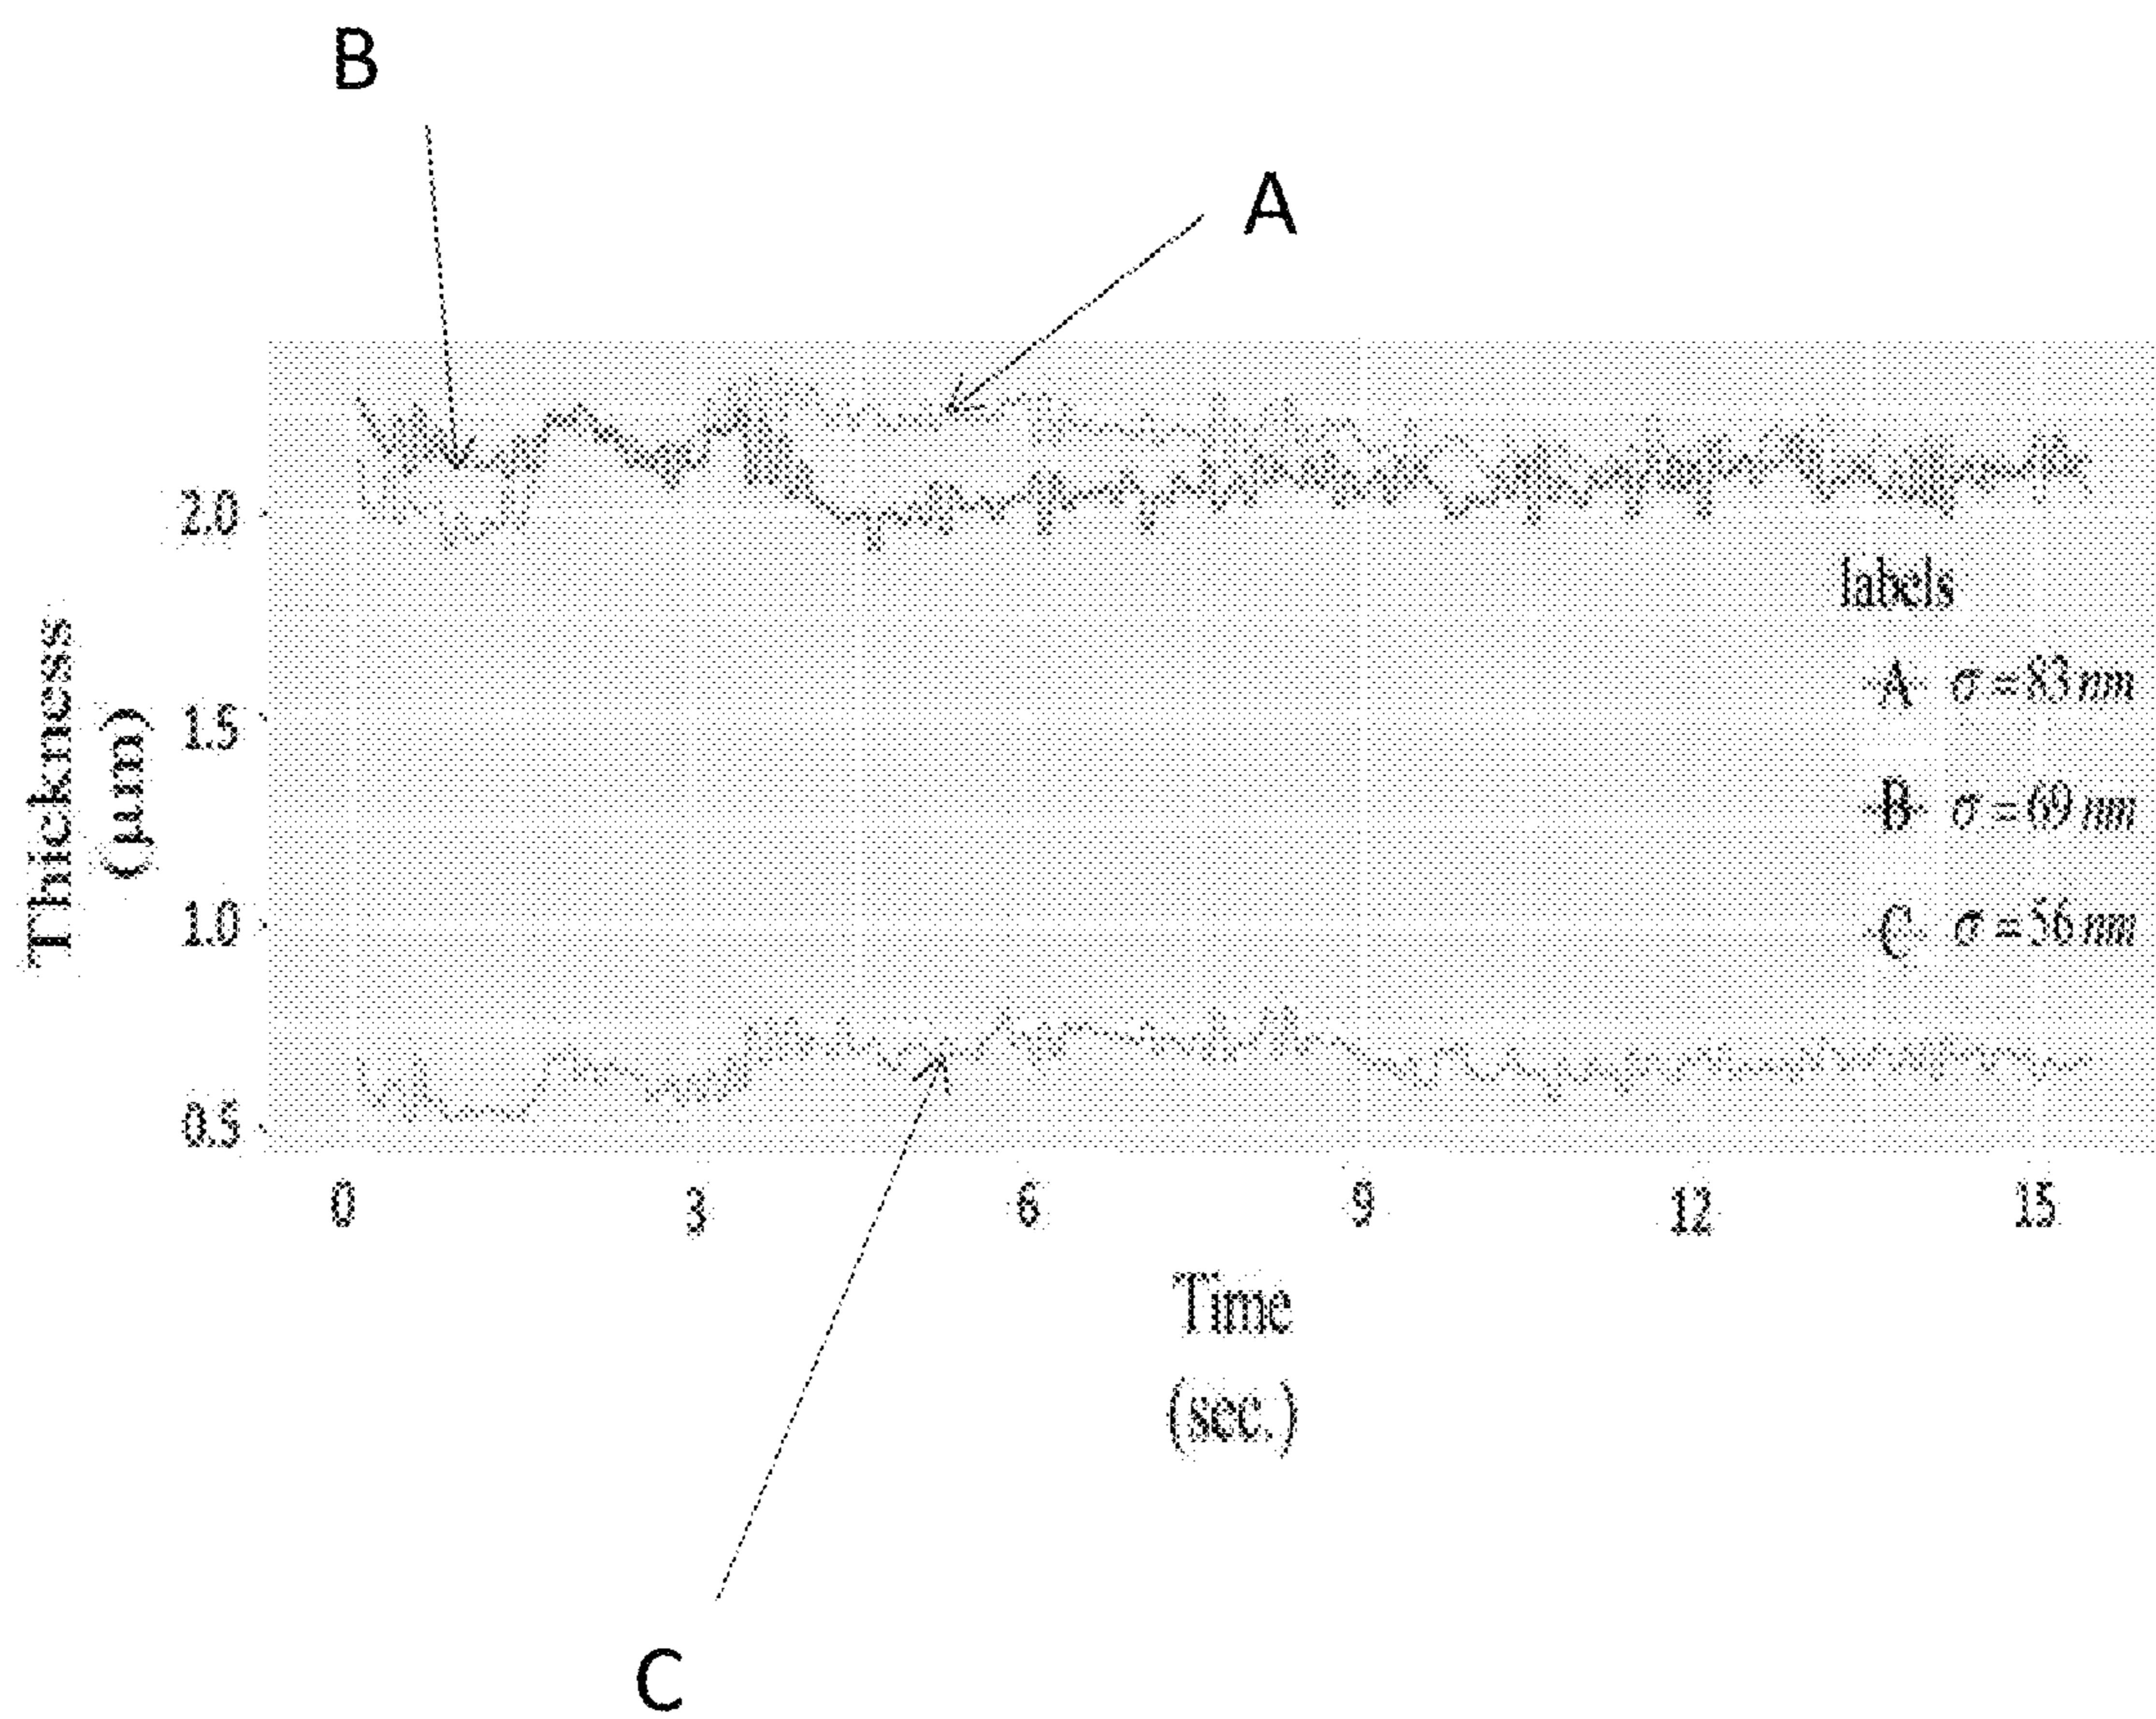 B
A
2.0
1.5
1.0
0.5
Thickness
(μm)
labels
A σ = 83 nm
B σ = 69 nm
C σ = 56 nm
0 3 6 9 12 15
Time
(sec.)
C